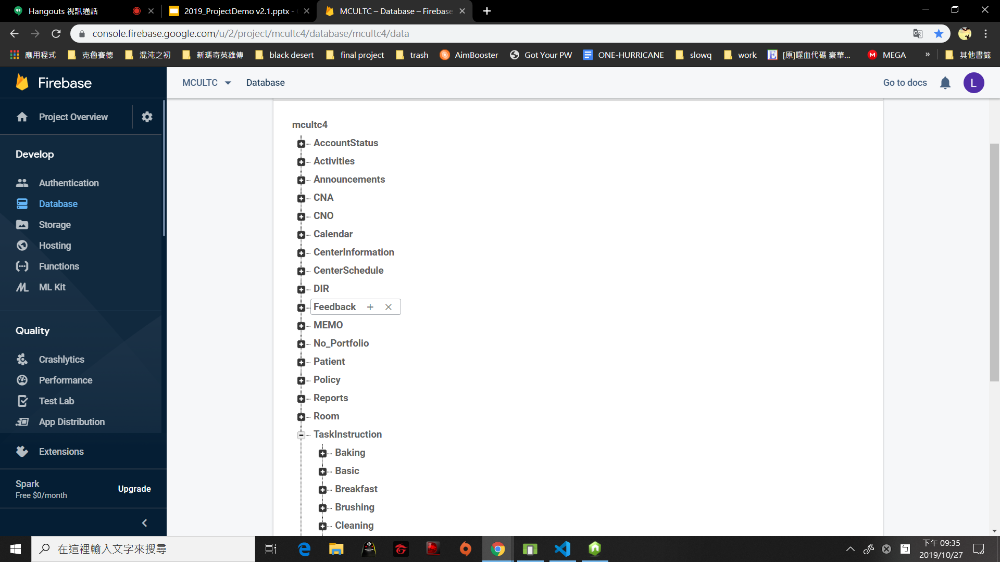 Hangouts 視訊通話
2019_ProjectDemo v2.1.pptx -
MCULTC – Database – Firebase
console.firebase.google.com/u/2/project/mcultc4/database/mcultc4/data
應用程式
克魯賽德
混沌之初
新瑪奇英雄傳
black desert
final project
trash
AimBooster
Got Your PW
ONE-HURRICANE
slowq
work
[原]噬血代碼 豪華...
MEGA
»
其他書籤
Firebase
MCULTC
Database
Go to docs
L
Project Overview
Develop
Authentication
Database
Storage
Hosting
Functions
ML Kit
Quality
Crashlytics
Performance
Test Lab
App Distribution
Extensions
Spark
Free $0/month
Upgrade
mcultc4
AccountStatus
Activities
Announcements
CNA
CNO
Calendar
CenterInformation
CenterSchedule
DIR
Feedback
MEMO
No_Portfolio
Patient
Policy
Reports
Room
TaskInstruction
Baking
Basic
Breakfast
Brushing
Cleaning
在這裡輸入文字來搜尋
下午 09:35
2019/10/27